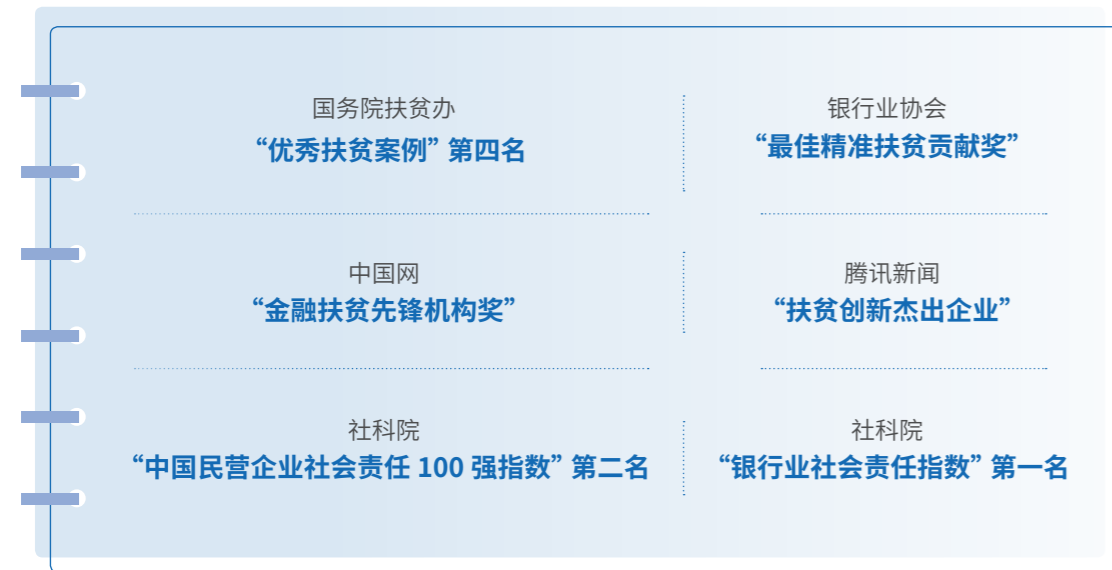 国务院扶贫办
“优秀扶贫案例” 第四名
银行业协会
“最佳精准扶贫贡献奖”
中国网
“金融扶贫先锋机构奖”
腾讯新闻
“扶贫创新杰出企业”
社科院
“中国民营企业社会责任 100 强指数” 第二名
社科院
“银行业社会责任指数” 第一名